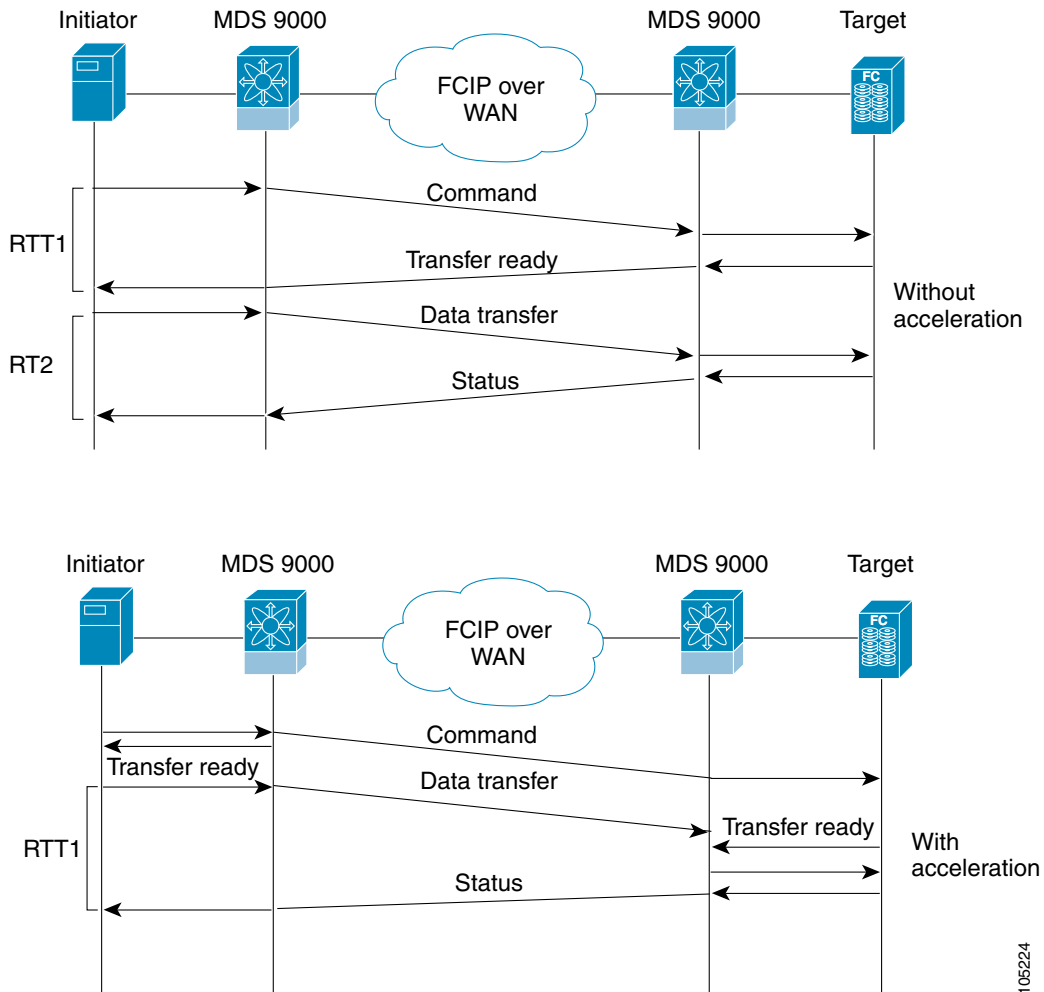 Initiator
MDS 9000
MDS 9000
Target
FCIP over
WAN
FC
Command
RTT1
Transfer ready
Without
acceleration
Data transfer
RT2
Status
Initiator
MDS 9000
MDS 9000
Target
FCIP over
WAN
FC
Command
Transfer ready
Data transfer
Transfer ready
RTT1
With
acceleration
Status
105224